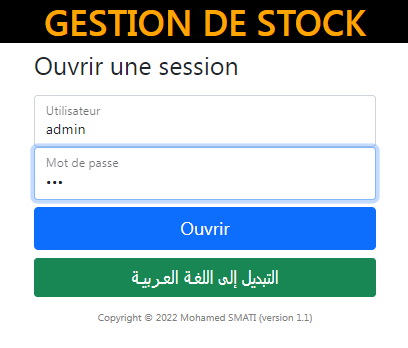 GESTION DE STOCK
Ouvrir une session
Utilisateur
admin
Mot de passe
•••
Ouvrir
التبديل إلى اللغة العربية
Copyright © 2022 Mohamed SMATI (version 1.1)